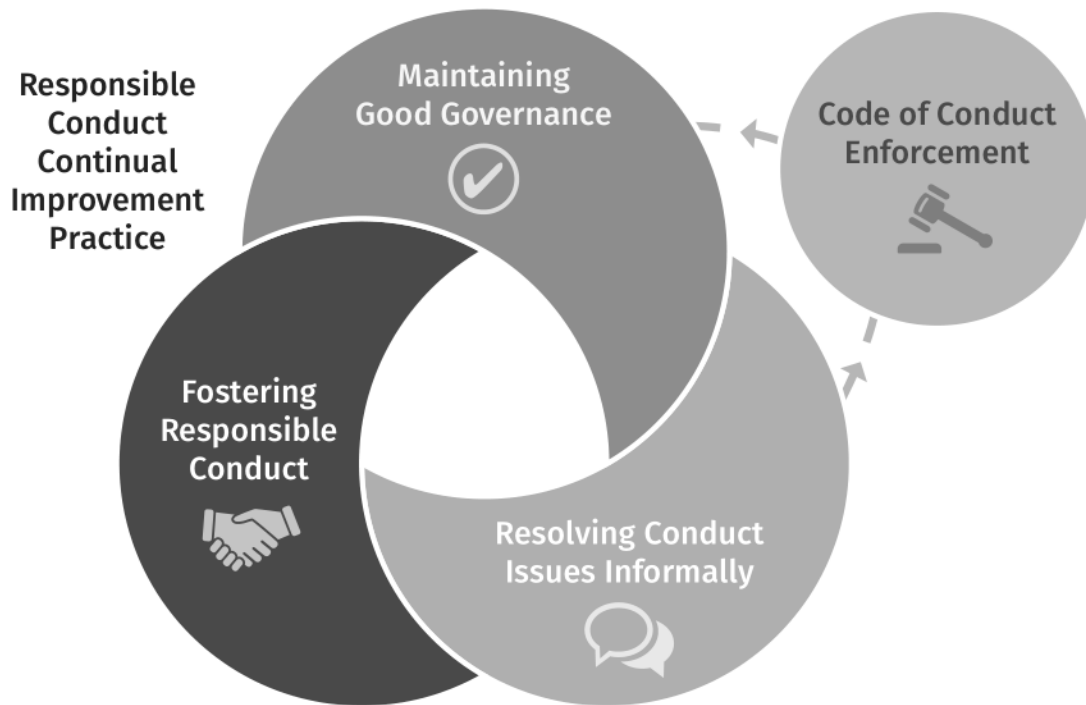 Responsible
Conduct
Continual
Improvement
Practice
Maintaining
Good Governance
Code of Conduct
Enforcement
Fostering
Responsible
Conduct
Resolving Conduct
Issues Informally